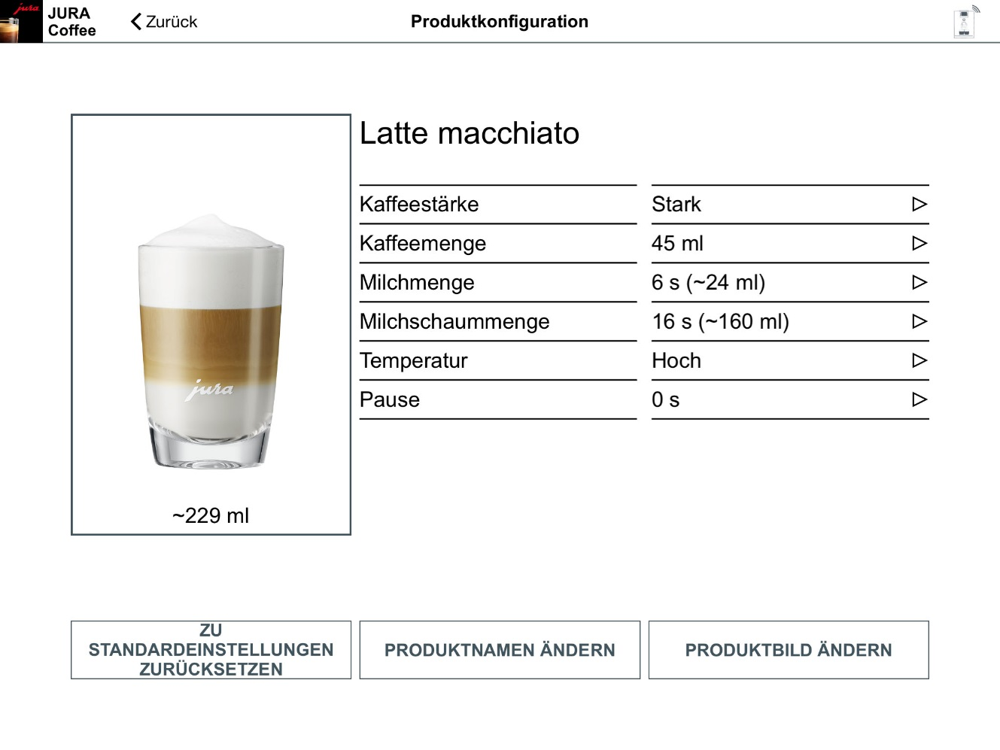 jura
JURA
Coffee
Zurück
Produktkonfiguration
Latte macchiato
Kaffeestärke
Stark
Kaffeemenge
45 ml
Milchmenge
6 s (~24 ml)
Milchschaummenge
16 s (~160 ml)
Temperatur
Hoch
Pause
0 s
jura
~229 ml
ZU
STANDARDEINSTELLUNGEN
ZURÜCKSETZEN
PRODUKTNAMEN ÄNDERN
PRODUKTBILD ÄNDERN